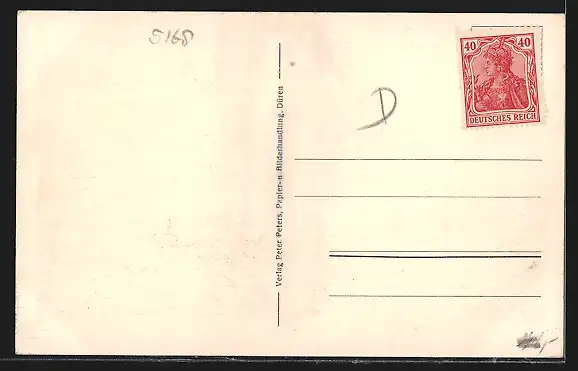 5168
40 40
DEUTSCHES REICH
D
Verlag Peter Peters, Papier- u Bilderhandlung, Düren